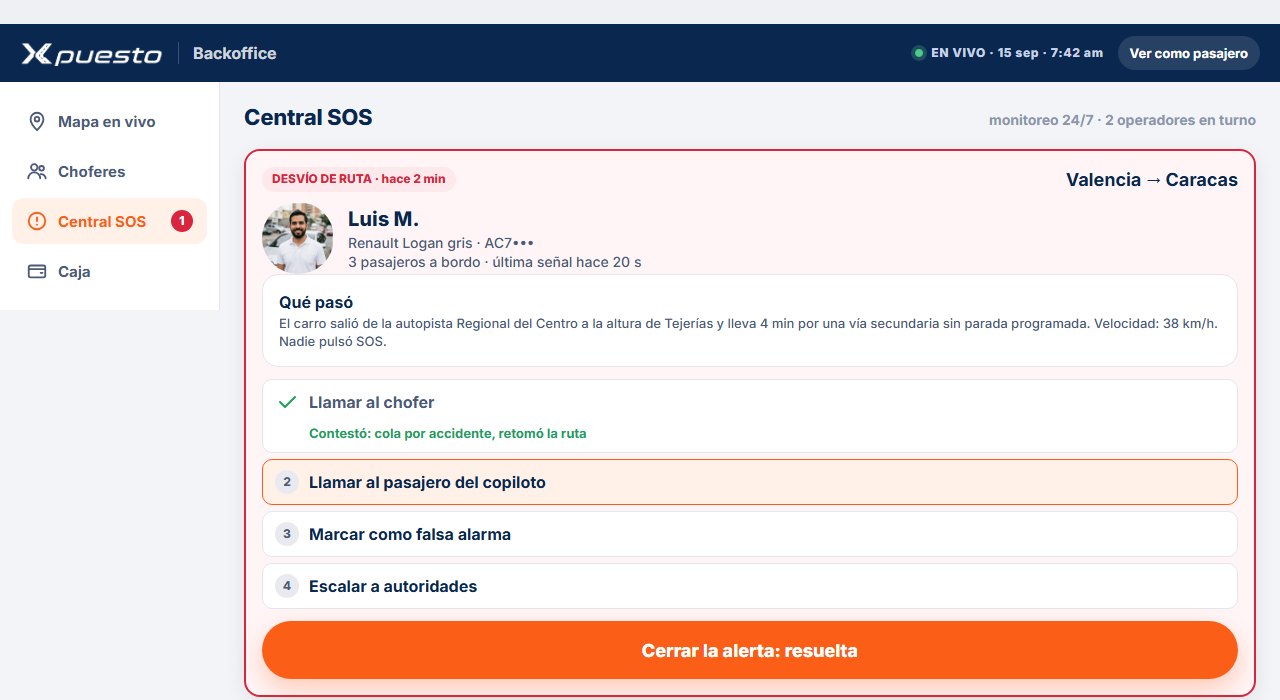 Xpuesto
Backoffice
EN VIVO · 15 sep · 7:42 am
Ver como pasajero
Mapa en vivo
Choferes
Central SOS
1
Caja
Central SOS
monitoreo 24/7 · 2 operadores en turno
DESVÍO DE RUTA · hace 2 min
Valencia → Caracas
Luis M.
Renault Logan gris · AC7•••
3 pasajeros a bordo · última señal hace 20 s
Qué pasó
El carro salió de la autopista Regional del Centro a la altura de Tejerías y lleva 4 min por una vía secundaria sin parada programada. Velocidad: 38 km/h.
Nadie pulsó SOS.
Llamar al chofer
Contestó: cola por accidente, retomó la ruta
2 Llamar al pasajero del copiloto
3 Marcar como falsa alarma
4 Escalar a autoridades
Cerrar la alerta: resuelta